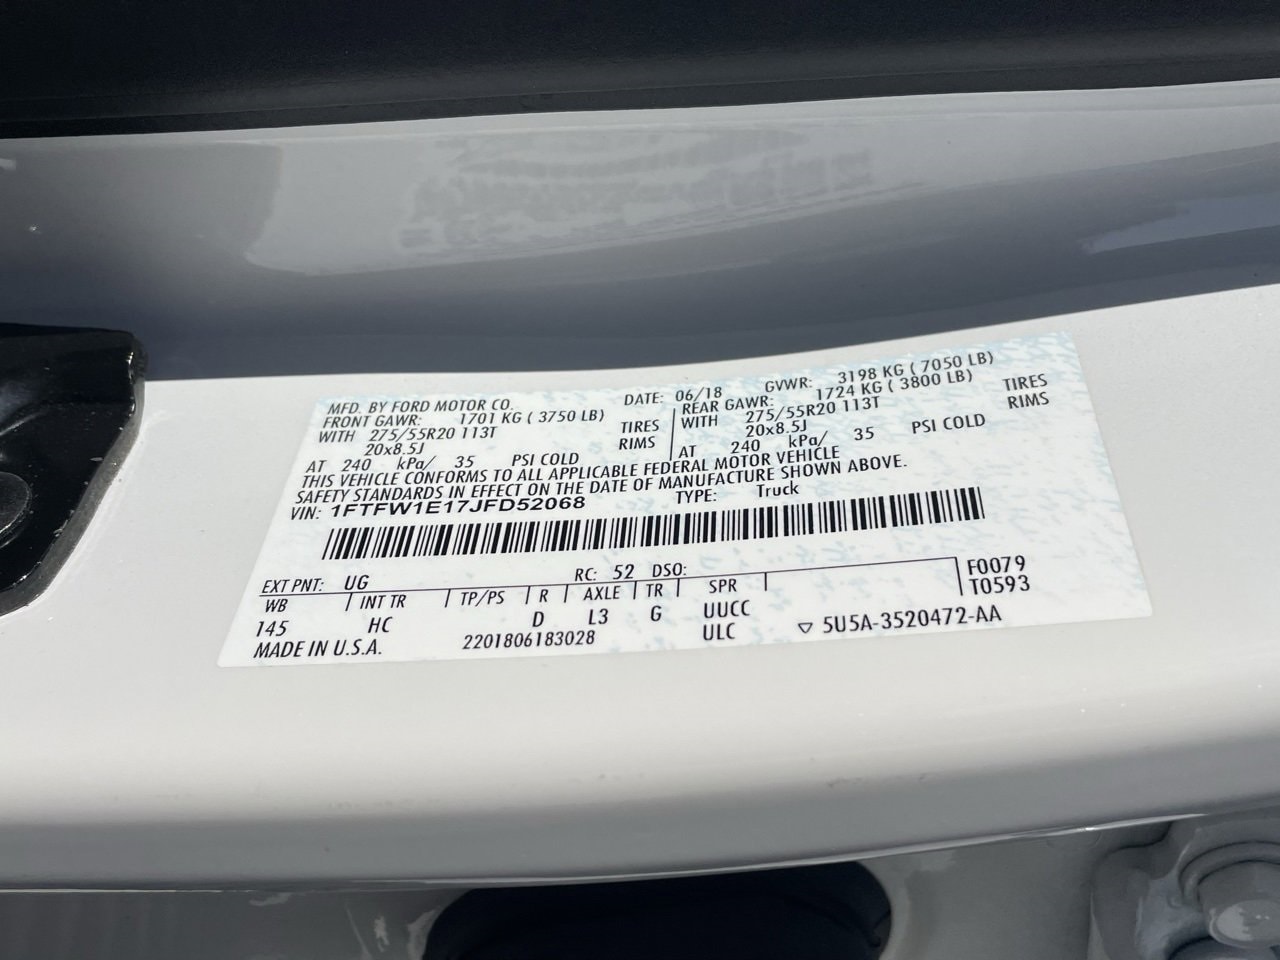 MFD. BY FORD MOTOR CO. DATE: 06/18 GVWR: 3198 KG ( 7050 LB)
FRONT GAWR: 1701 KG ( 3750 LB) REAR GAWR: 1724 KG ( 3800 LB)
WITH 275/55R20 113T TIRES WITH 275/55R20 113T TIRES
20x8.5J RIMS 20x8.5J RIMS
AT 240 kPa/ 35 PSI COLD AT 240 kPa/ 35 PSI COLD
THIS VEHICLE CONFORMS TO ALL APPLICABLE FEDERAL MOTOR VEHICLE
SAFETY STANDARDS IN EFFECT ON THE DATE OF MANUFACTURE SHOWN ABOVE.
VIN: 1FTFW1E17JFD52068 TYPE: Truck
EXT PNT: UG RC: 52 DSO: F0079
WB INT TR TP/PS R AXLE TR SPR T0593
145 HC D L3 G UUCC
MADE IN U.S.A. 2201806183028 ULC ▽ 5U5A-3520472-AA